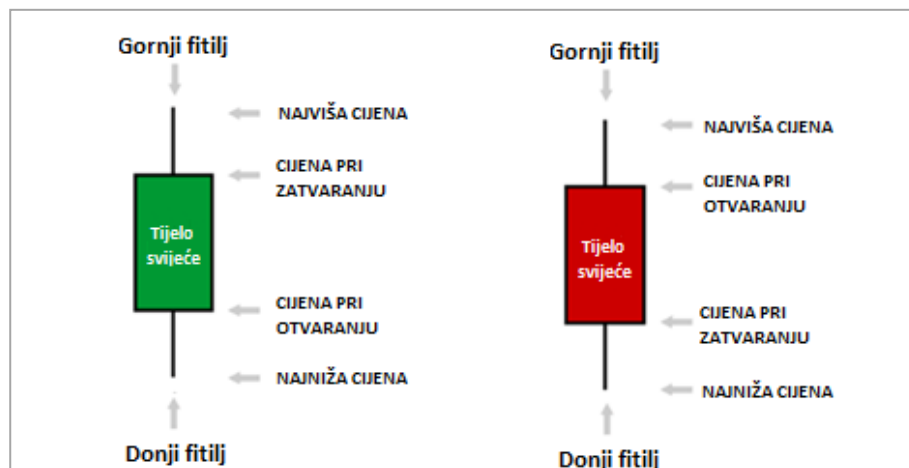 Gornji fitilj
NAJVIŠA CIJENA
CIJENA PRI
ZATVARANJU
Tijelo
svijeće
CIJENA PRI
OTVARANJU
NAJNIŽA CIJENA
Donji fitilj
Gornji fitilj
NAJVIŠA CIJENA
CIJENA PRI
OTVARANJU
Tijelo
svijeće
CIJENA PRI
ZATVARANJU
NAJNIŽA CIJENA
Donji fitilj